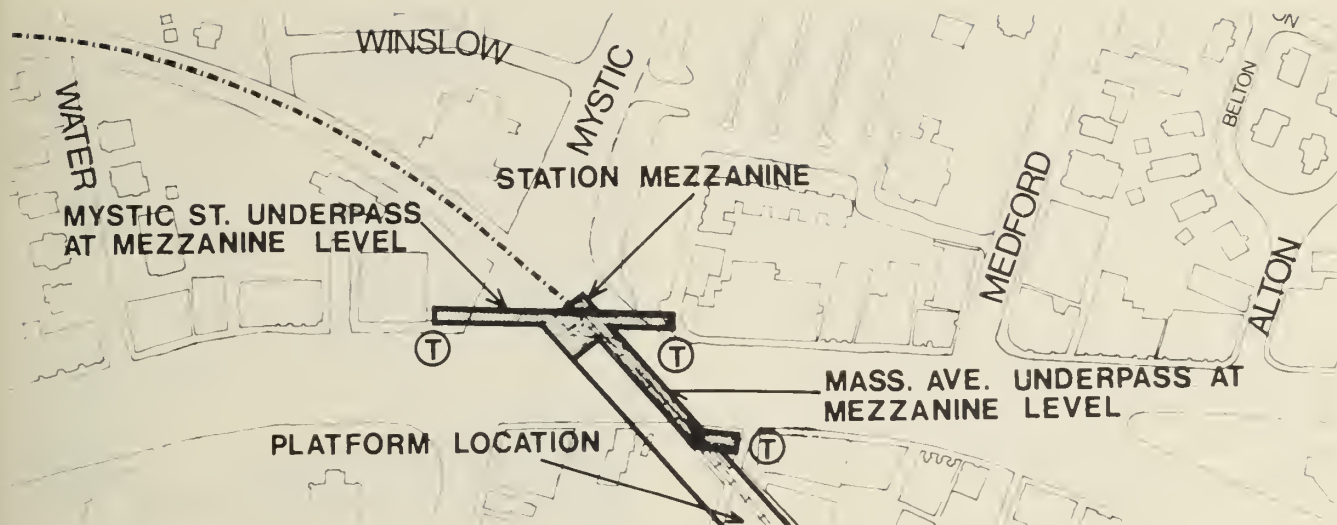 WINSLOW
WATER
MYSTIC
BELTON
STATION MEZZANINE
MYSTIC ST. UNDERPASS
AT MEZZANINE LEVEL
MEDFORD
ALTON
T
T
MASS. AVE. UNDERPASS AT
MEZZANINE LEVEL
PLATFORM LOCATION
T